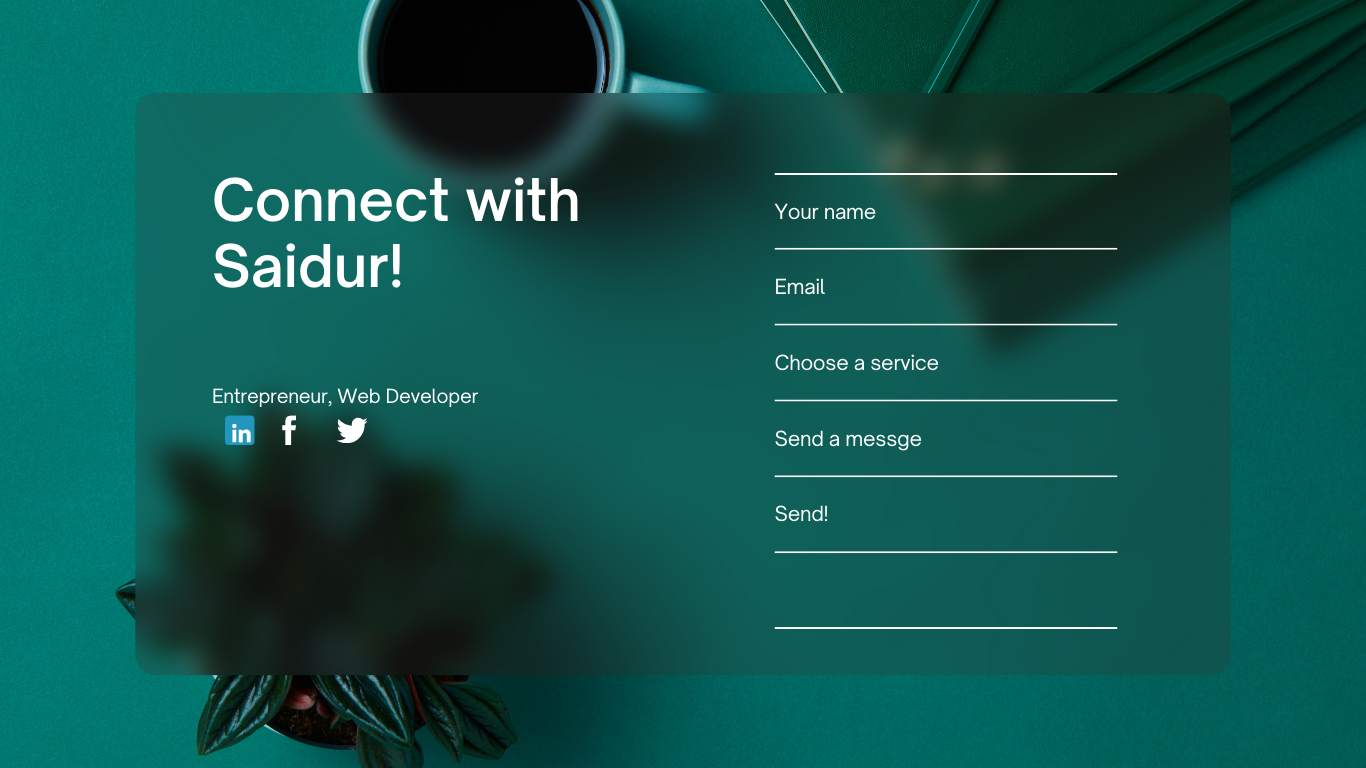 Connect with
Saidur!
Entrepreneur, Web Developer
in f
Your name
Email
Choose a service
Send a messge
Send!